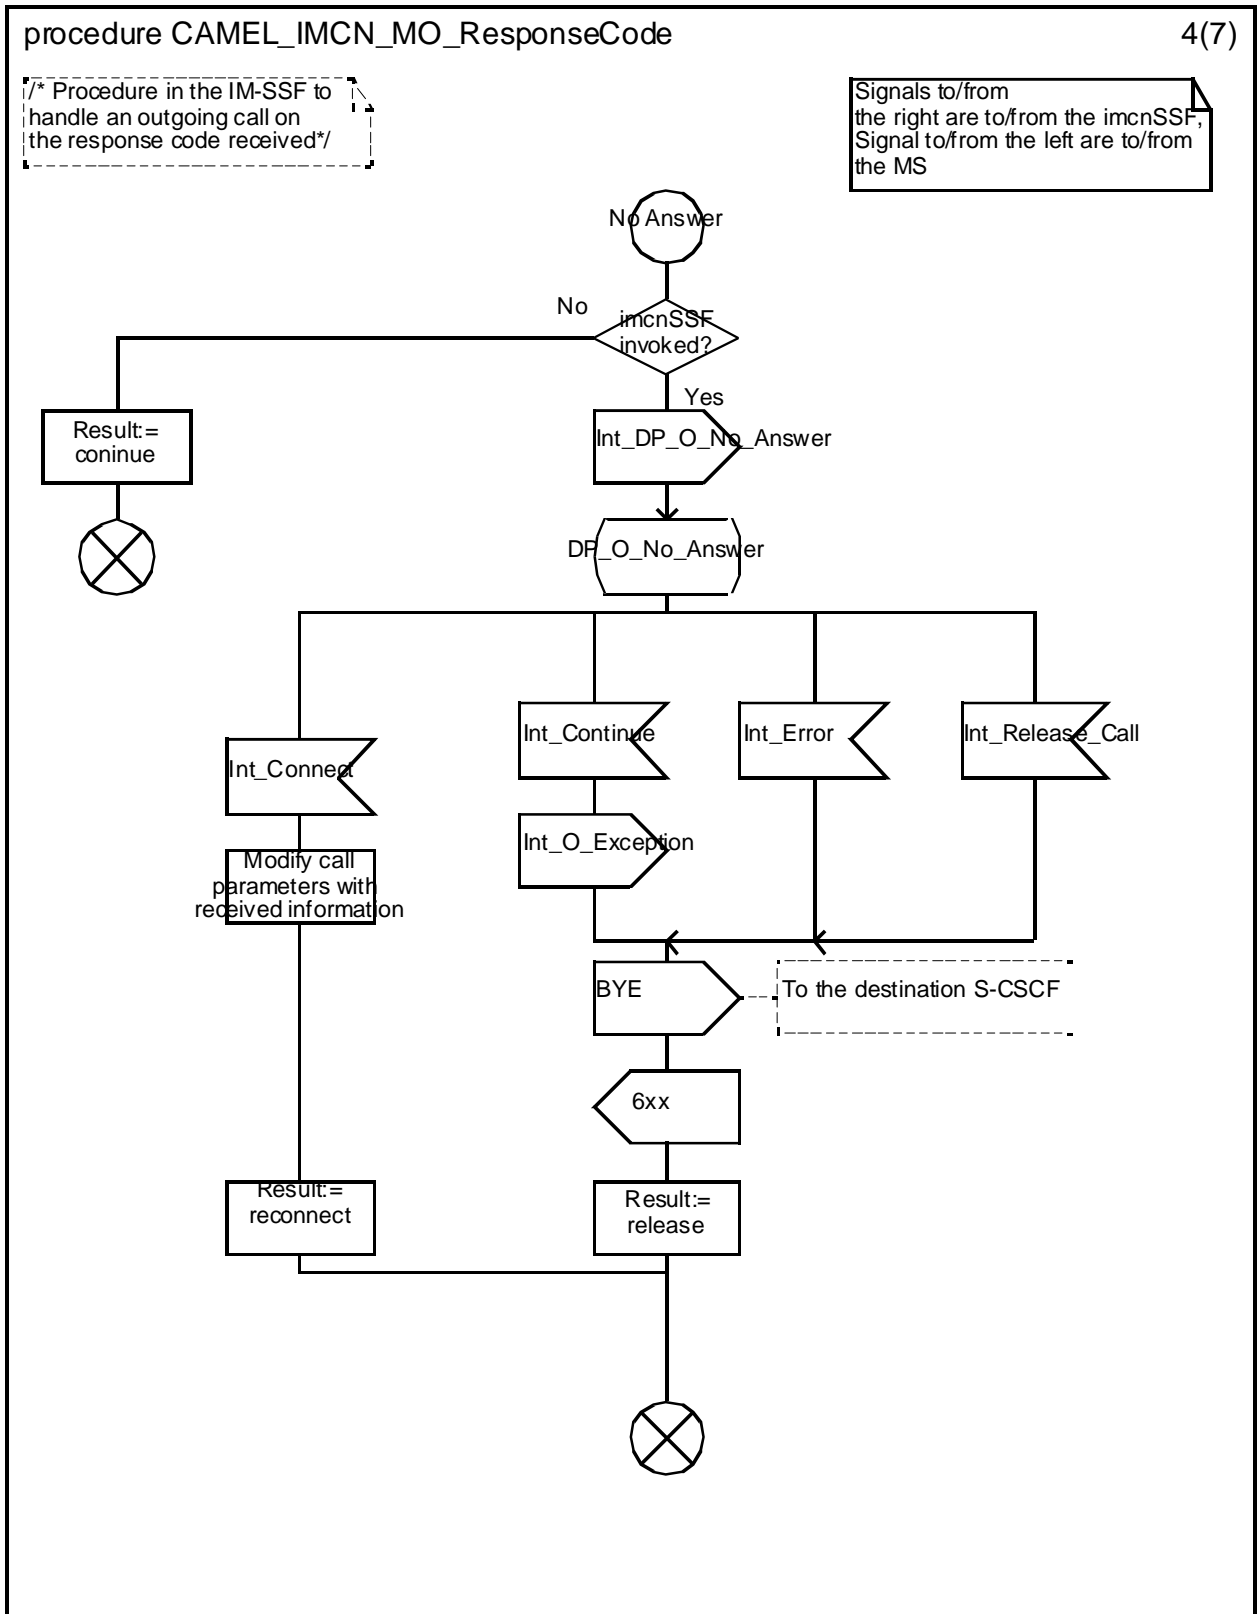 procedure CAMEL_IMCN_MO_ResponseCode
4(7)
/* Procedure in the IM-SSF to
handle an outgoing call on
the response code received*/
Signals to/from
the right are to/from the imcnSSF,
Signal to/from the left are to/from
the MS
No Answer
No
imcnSSF
invoked?
Yes
Result:=
coninue
Int_DP_O_No_Answer
DP_O_No_Answer
Int_Connect
Int_Continue
Int_Error
Int_Release_Call
Int_O_Exception
Modify call
parameters with
received information
BYE
To the destination S-CSCF
6xx
Result:=
reconnect
Result:=
release